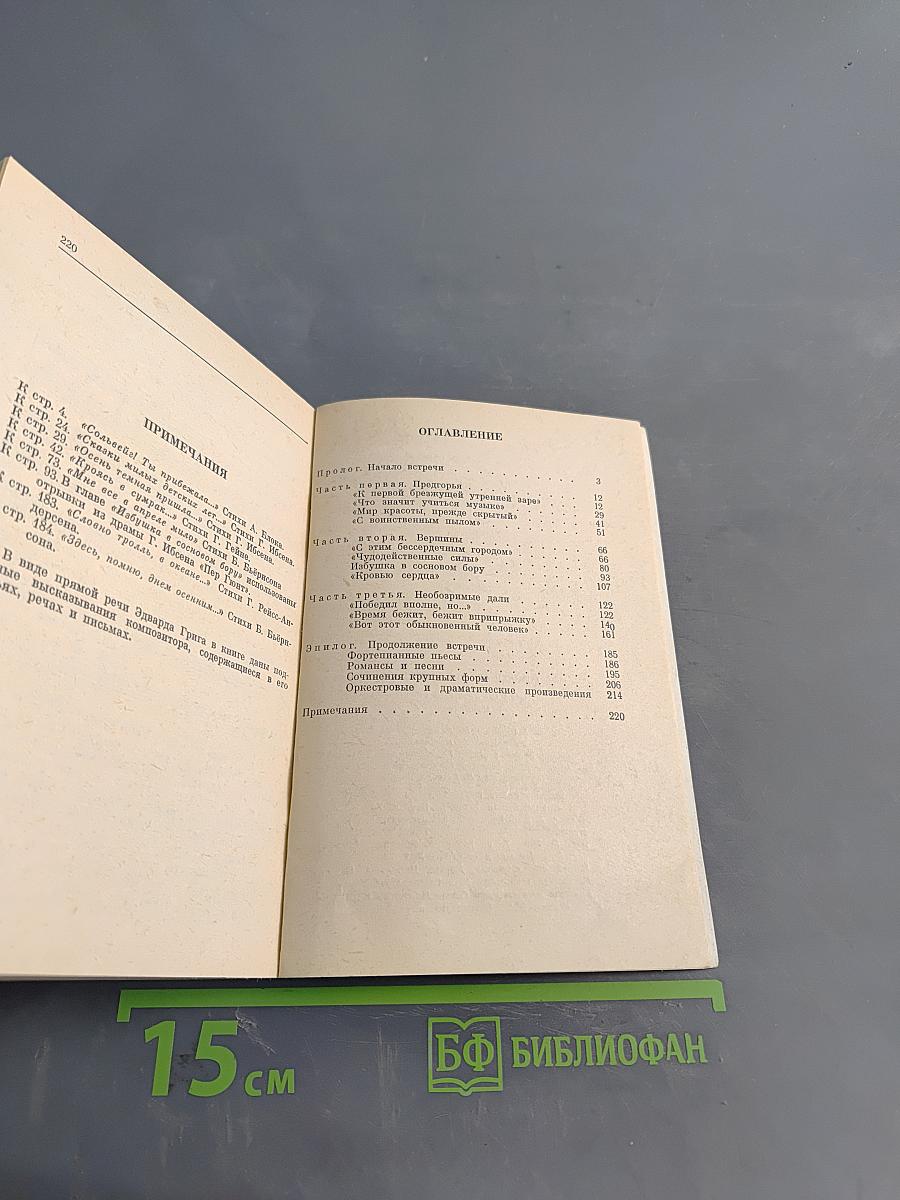 220
ПРИМЕЧАНИЯ
К стр. 4. «Сольвейг! Ты прибежала...» Стихи А. Блока.
К стр. 24. «Сказки милых детских лет...» Стихи Г. Ибсена.
К стр. 29. «Осень темная пришла...» Стихи Г. Ибсена.
К стр. 42. «Кроясь в сумрак...» Стихи Г. Гейне.
К стр. 73. «Мне все в апреле мило» Стихи Б. Бьёрнсона
К стр. 93. В главе «Избушка в сосновом бору» использованы
отрывки из драмы Г. Ибсена «Пер Гюнт».
К стр. 183. «Словно тролль, в океане...» Стихи Г. Рейсс-Ан-
дерсена.
стр. 184. «Здесь, помню, днем осенним...» Стихи Б. Бьёрн-
сона.
В виде прямой речи Эдварда Грига в книге даны под-
ные высказывания композитора, содержащиеся в его
ьях, речах и письмах.
ОГЛАВЛЕНИЕ
Пролог. Начало встречи . . . . . . . 3
Часть первая. Предгорья . . . . . . 12
«К первой брезжущей утренней заре» . . 12
«Что значит учиться музыке» . . . . 29
«Мир красоты, прежде скрытый» . . . 41
«С воинственным пылом» . . . . . . 51
Часть вторая. Вершины . . . . . . 66
«С этим бессердечным городом» . . . 66
«Чудодейственные силы» . . . . . . 80
Избушка в сосновом бору . . . . . . 93
«Кровью сердца» . . . . . . . . . 107
Часть третья. Необозримые дали . . . 122
«Победил вполне, но...» . . . . . . 122
«Время бежит, бежит вприпрыжку» . . 140
«Вот этот обыкновенный человек» . . . 161
Эпилог. Продолжение встречи . . . . 185
Фортепианные пьесы . . . . . . . 186
Романсы и песни . . . . . . . . . 195
Сочинения крупных форм . . . . . . 206
Оркестровые и драматические произведения 214
Примечания . . . . . . . . . . . 220
15 см
БФ БИБЛИОФАН